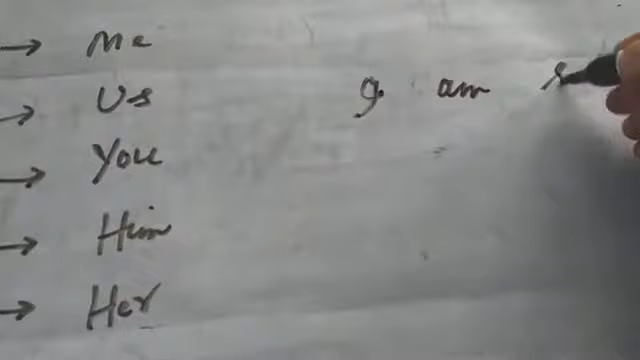 → Me
→ Us
→ You
→ Him
→ Her
I am